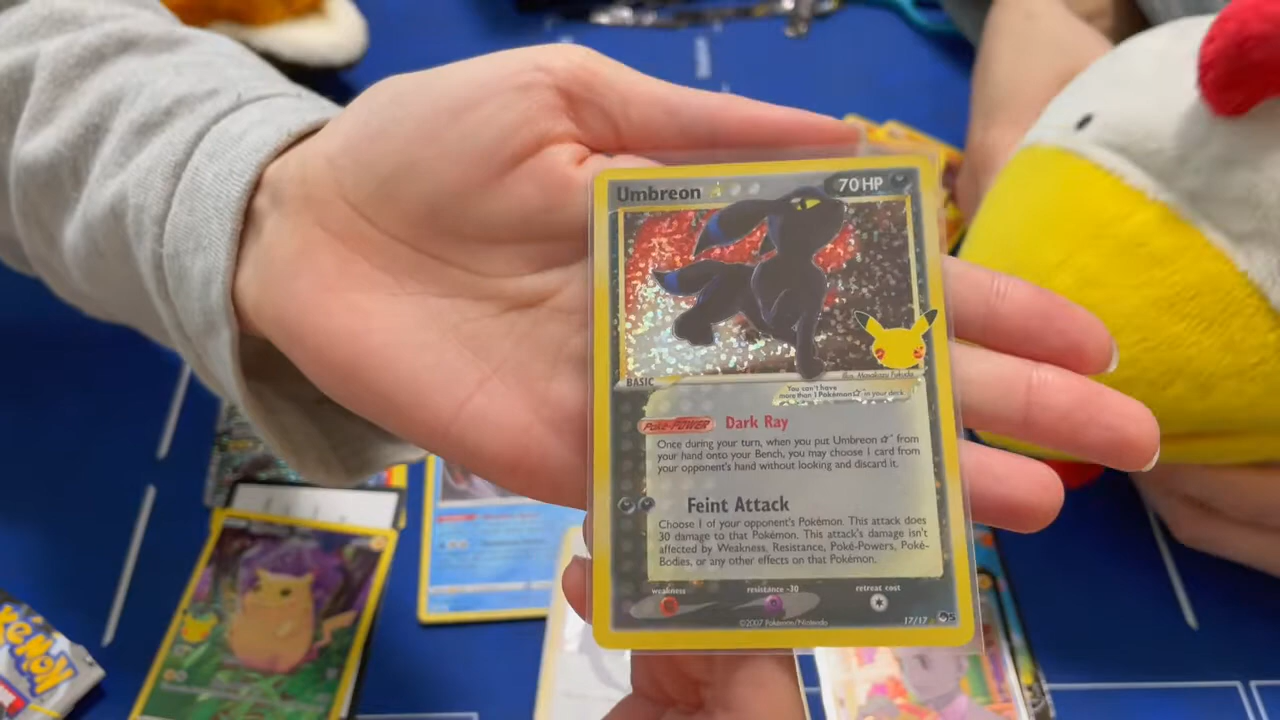 Umbreon ☆
70 HP
BASIC
illus. Masakazu Fukuda
You can't have
more than 1 Pokémon☆ in your deck
Poké-POWER Dark Ray
Once during your turn, when you put Umbreon ☆ from
your hand onto your Bench, you may choose 1 card from
your opponent's hand without looking and discard it.
Feint Attack
Choose 1 of your opponent's Pokémon. This attack does
30 damage to that Pokémon. This attack's damage isn't
affected by Weakness, Resistance, Poké-Powers, Poké-
Bodies, or any other effects on that Pokémon.
weakness
resistance -30
retreat cost
©2007 Pokémon/Nintendo
17/17